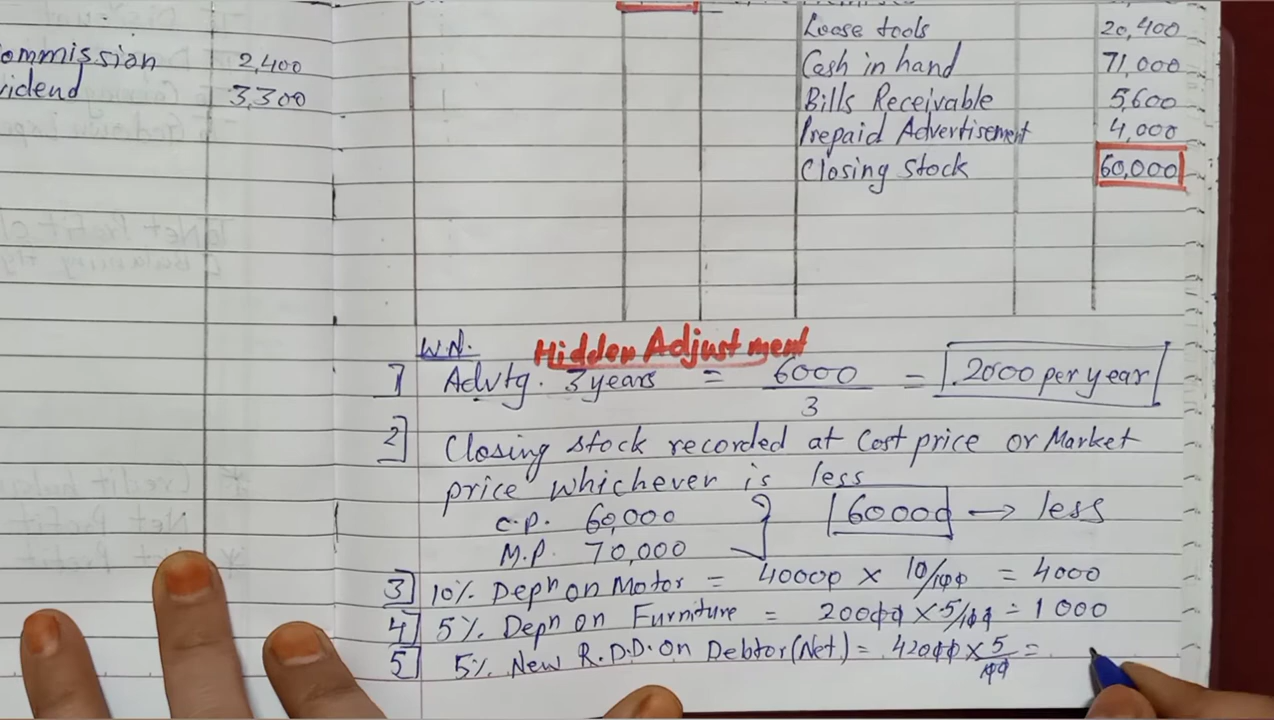 ommission 2,400
vidend 3,300
Loose tools 20,400
Cash in hand 71,000
Bills Receivable 5,600
Prepaid Advertisement 4,000
Closing Stock 60,000
W.N. Hidden Adjustment
1] Advtg. 3 years = 6000/3 = 2000 per year
2] Closing stock recorded at Cost price or Market
price whichever is less
C.P. 60,000
M.P. 70,000 } 60000 → less
3] 10% Depn on Motor = 40000 × 10/100 = 4000
4] 5% Depn on Furniture = 20000 × 5/100 = 1000
5] 5% New R.D.D. on Debtor (Net) = 42000 × 5/100 =